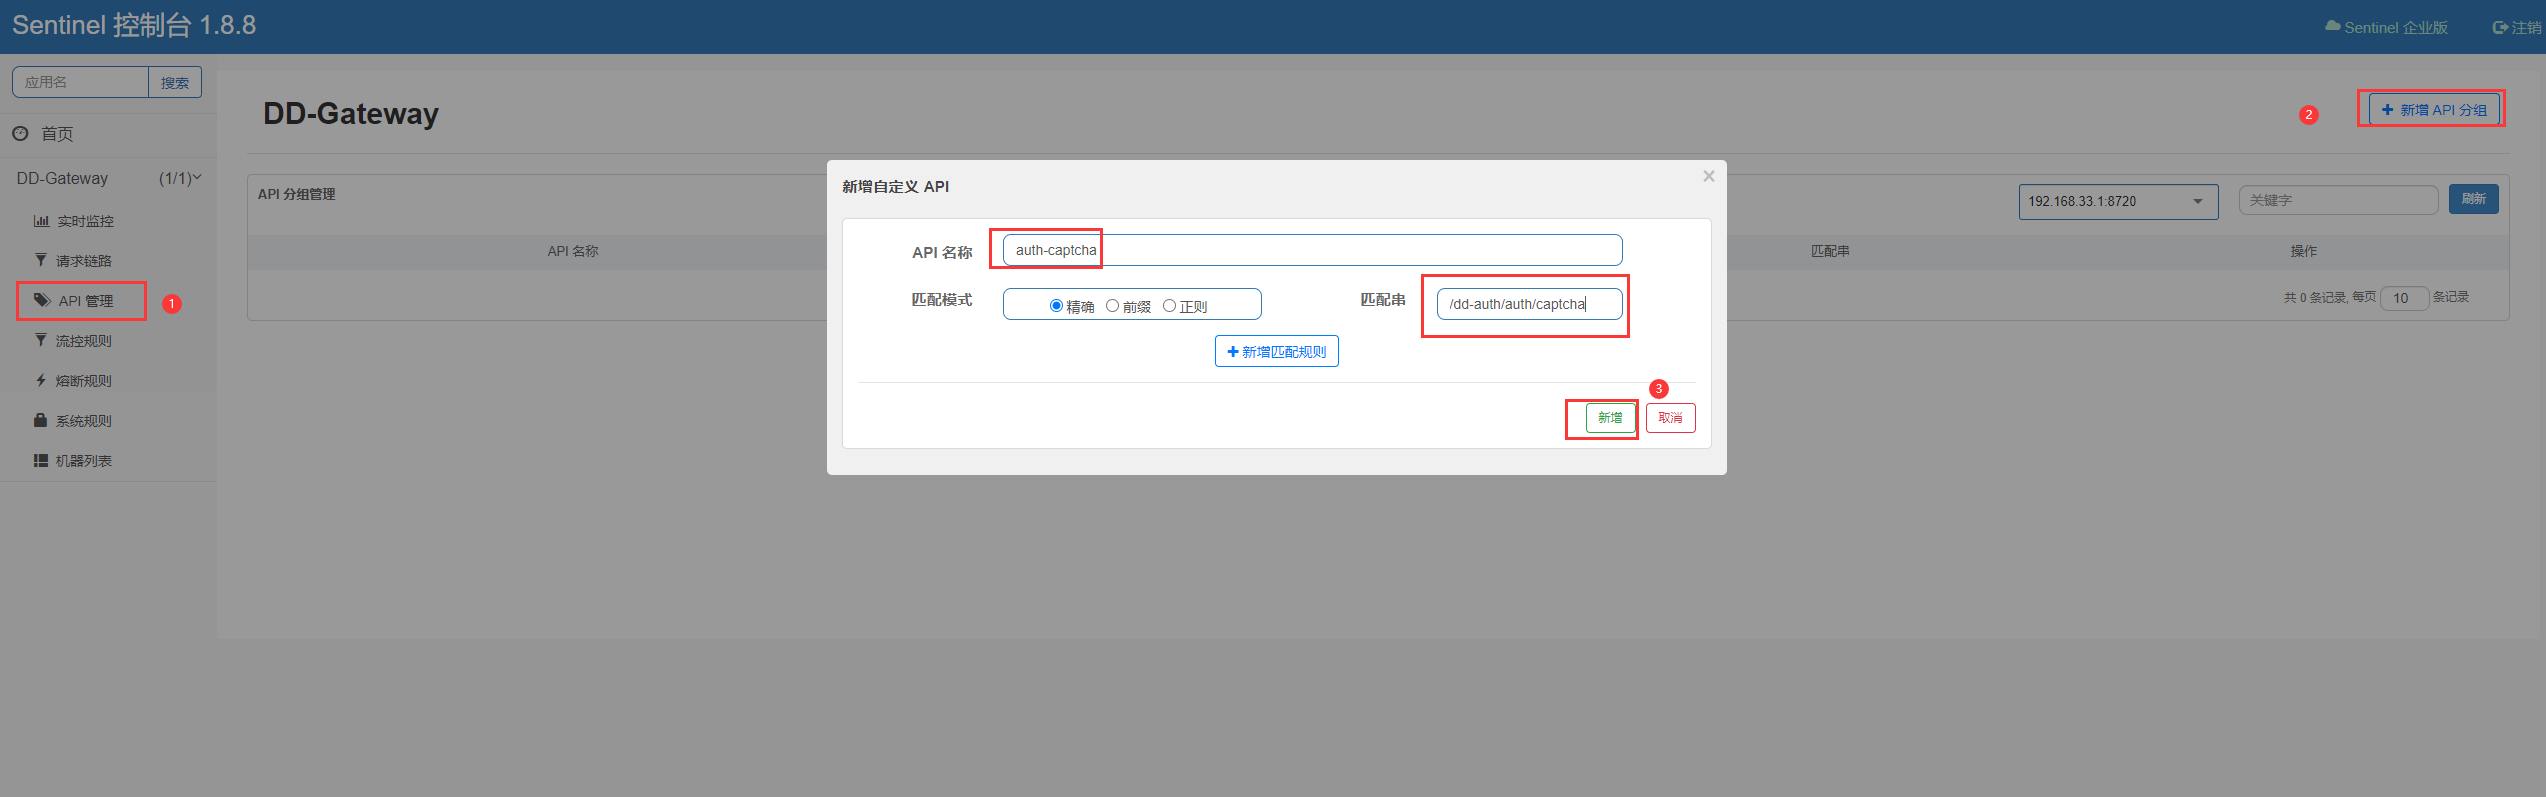 Sentinel 控制台 1.8.8
Sentinel 企业版
注销
应用名
搜索
首页
DD-Gateway
(1/1)
实时监控
请求链路
API 管理
1
流控规则
熔断规则
系统规则
机器列表
DD-Gateway
2
新增 API 分组
API 分组管理
192.168.33.1:8720
关键字
刷新
API 名称
匹配串
操作
共 0 条记录, 每页 10 条记录
新增自定义 API
×
API 名称
auth-captcha
匹配模式
精确 前缀 正则
匹配串
/dd-auth/auth/captcha
新增匹配规则
3
新增
取消